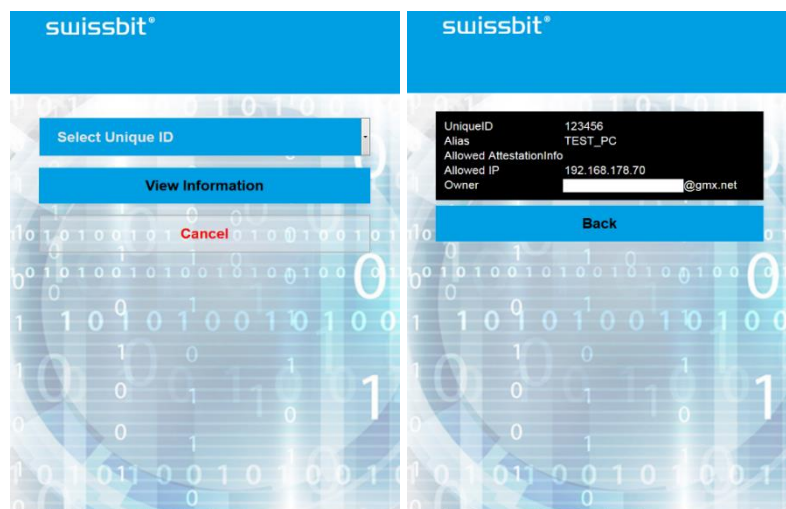 swissbit®
Select Unique ID
View Information
Cancel
swissbit®
UniqueID 123456
Alias TEST_PC
Allowed AttestationInfo
Allowed IP 192.168.178.70
Owner @gmx.net
Back